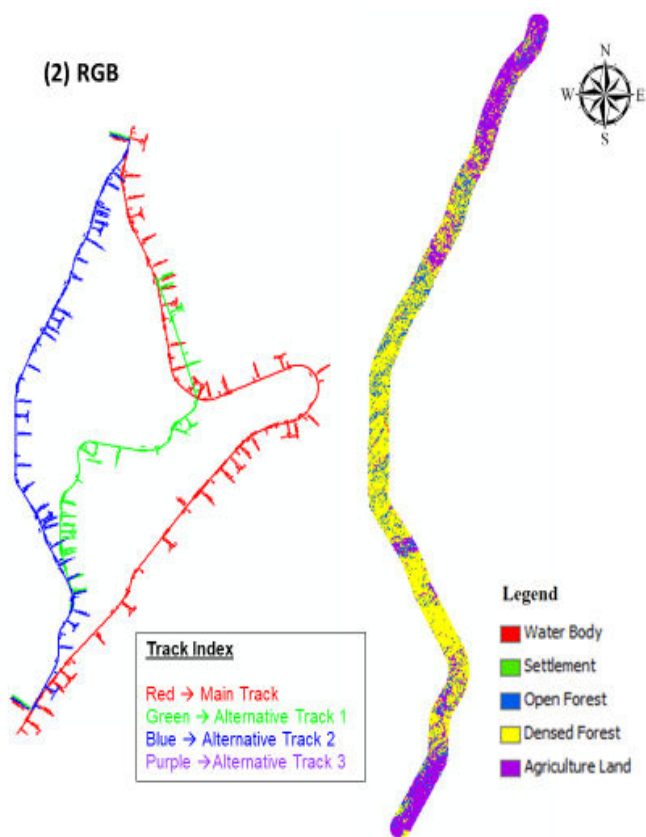 (2) RGB
N
W
E
S
Track Index
Red → Main Track
Green → Alternative Track 1
Blue → Alternative Track 2
Purple → Alternative Track 3
Legend
Water Body
Settlement
Open Forest
Densed Forest
Agriculture Land